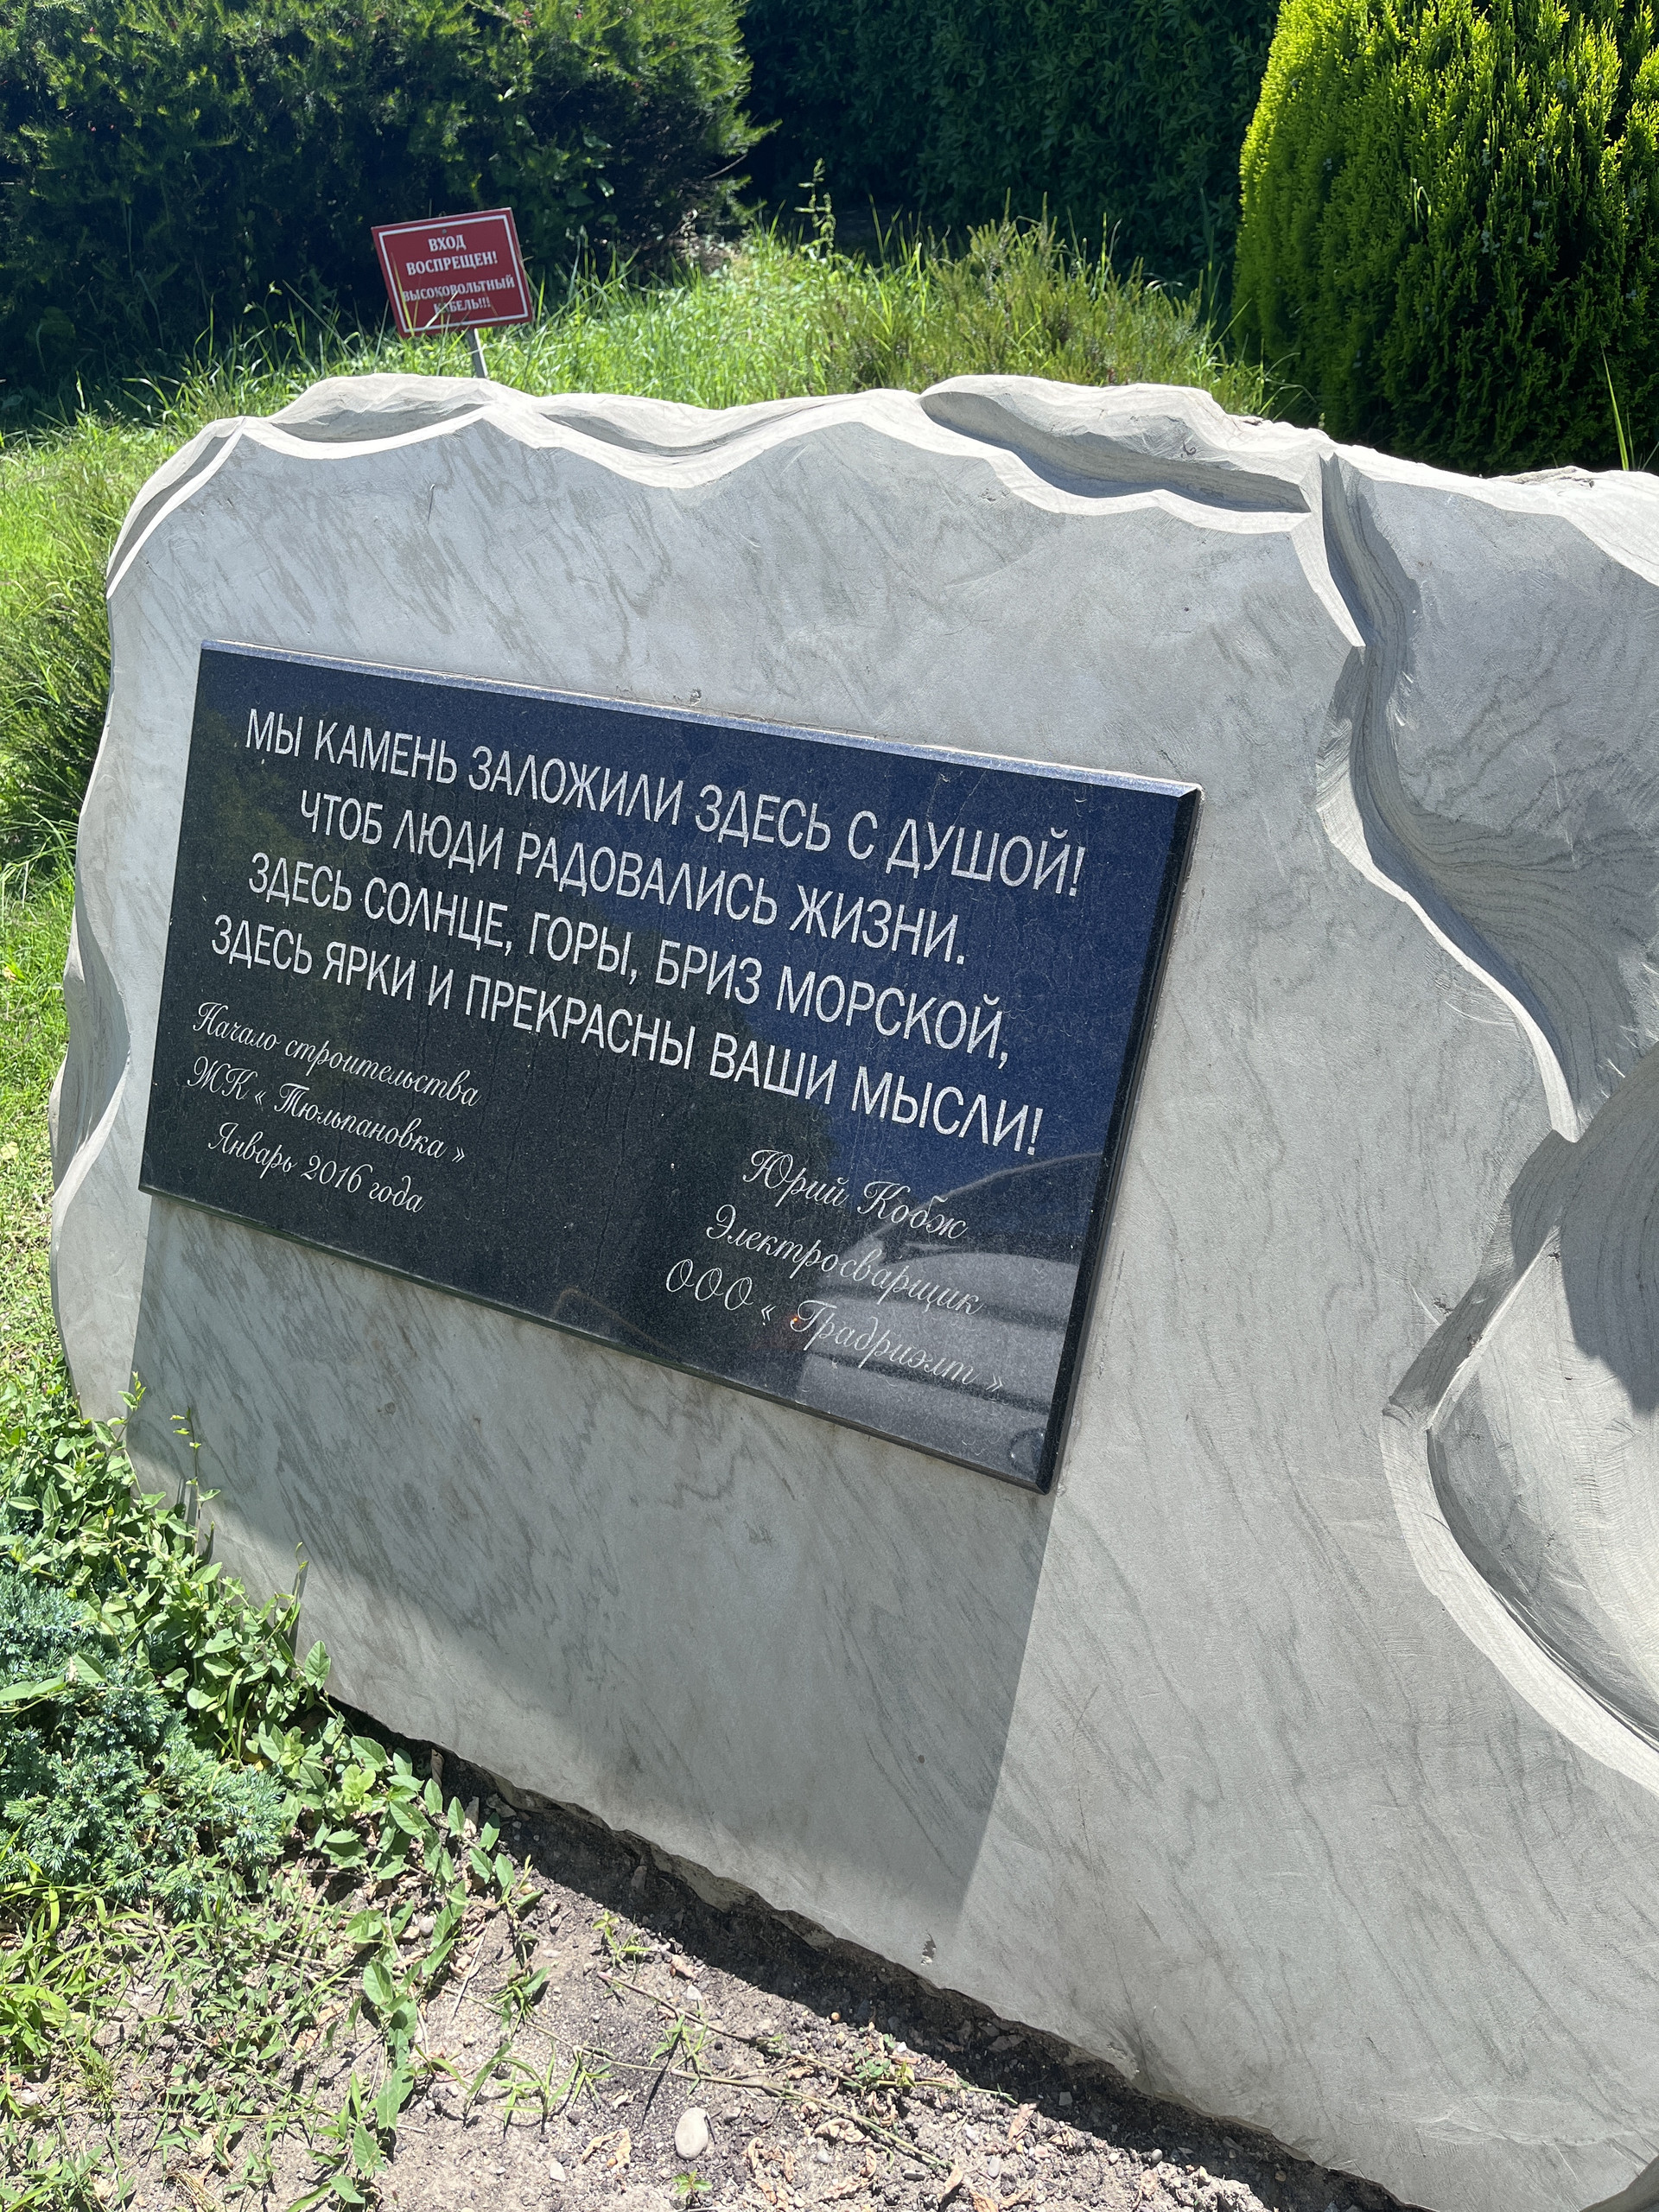 ВХОД
ВОСПРЕЩЕН!
ВЫСОКОВОЛЬТНЫЙ
КАБЕЛЬ!!!
МЫ КАМЕНЬ ЗАЛОЖИЛИ ЗДЕСЬ С ДУШОЙ!
ЧТОБ ЛЮДИ РАДОВАЛИСЬ ЖИЗНИ.
ЗДЕСЬ СОЛНЦЕ, ГОРЫ, БРИЗ МОРСКОЙ,
ЗДЕСЬ ЯРКИ И ПРЕКРАСНЫ ВАШИ МЫСЛИ!
Начало строительства
ЖК « Тюльпановка »
Январь 2016 года
Юрий Кобж
Электросварщик
ООО « Градриэлт »